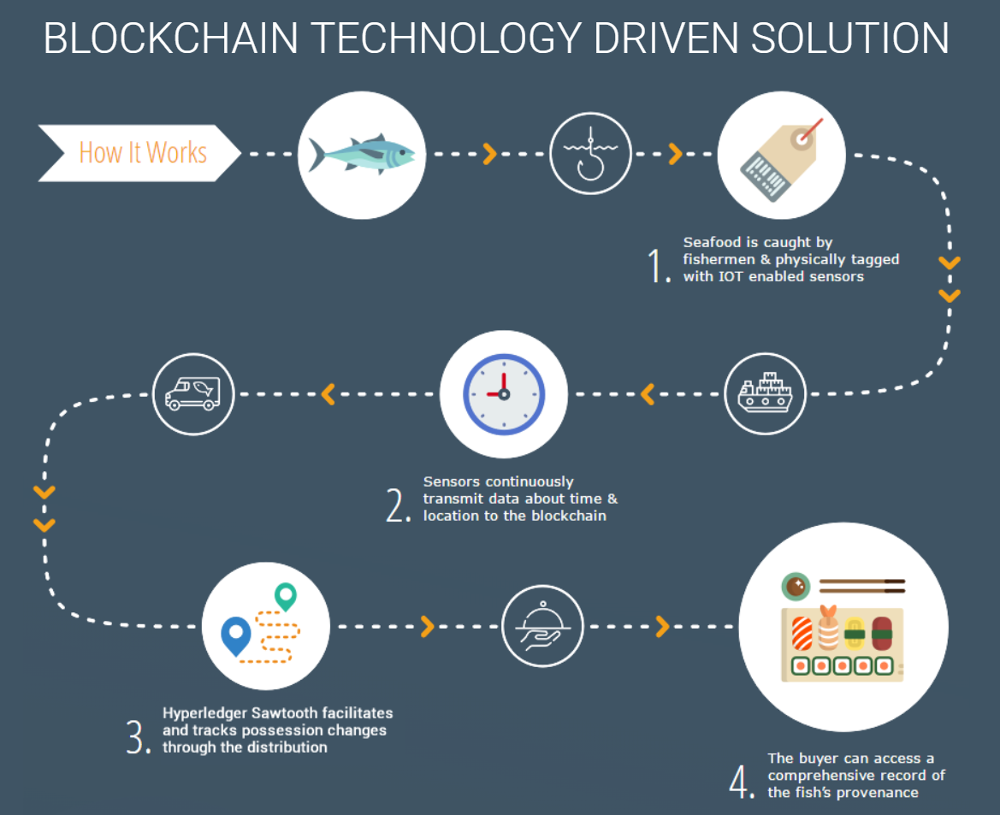 BLOCKCHAIN TECHNOLOGY DRIVEN SOLUTION
How It Works
1.
Seafood is caught by
fishermen & physically tagged
with IOT enabled sensors
2.
Sensors continuously
transmit data about time &
location to the blockchain
3.
Hyperledger Sawtooth facilitates
and tracks possession changes
through the distribution
4.
The buyer can access a
comprehensive record of
the fish's provenance